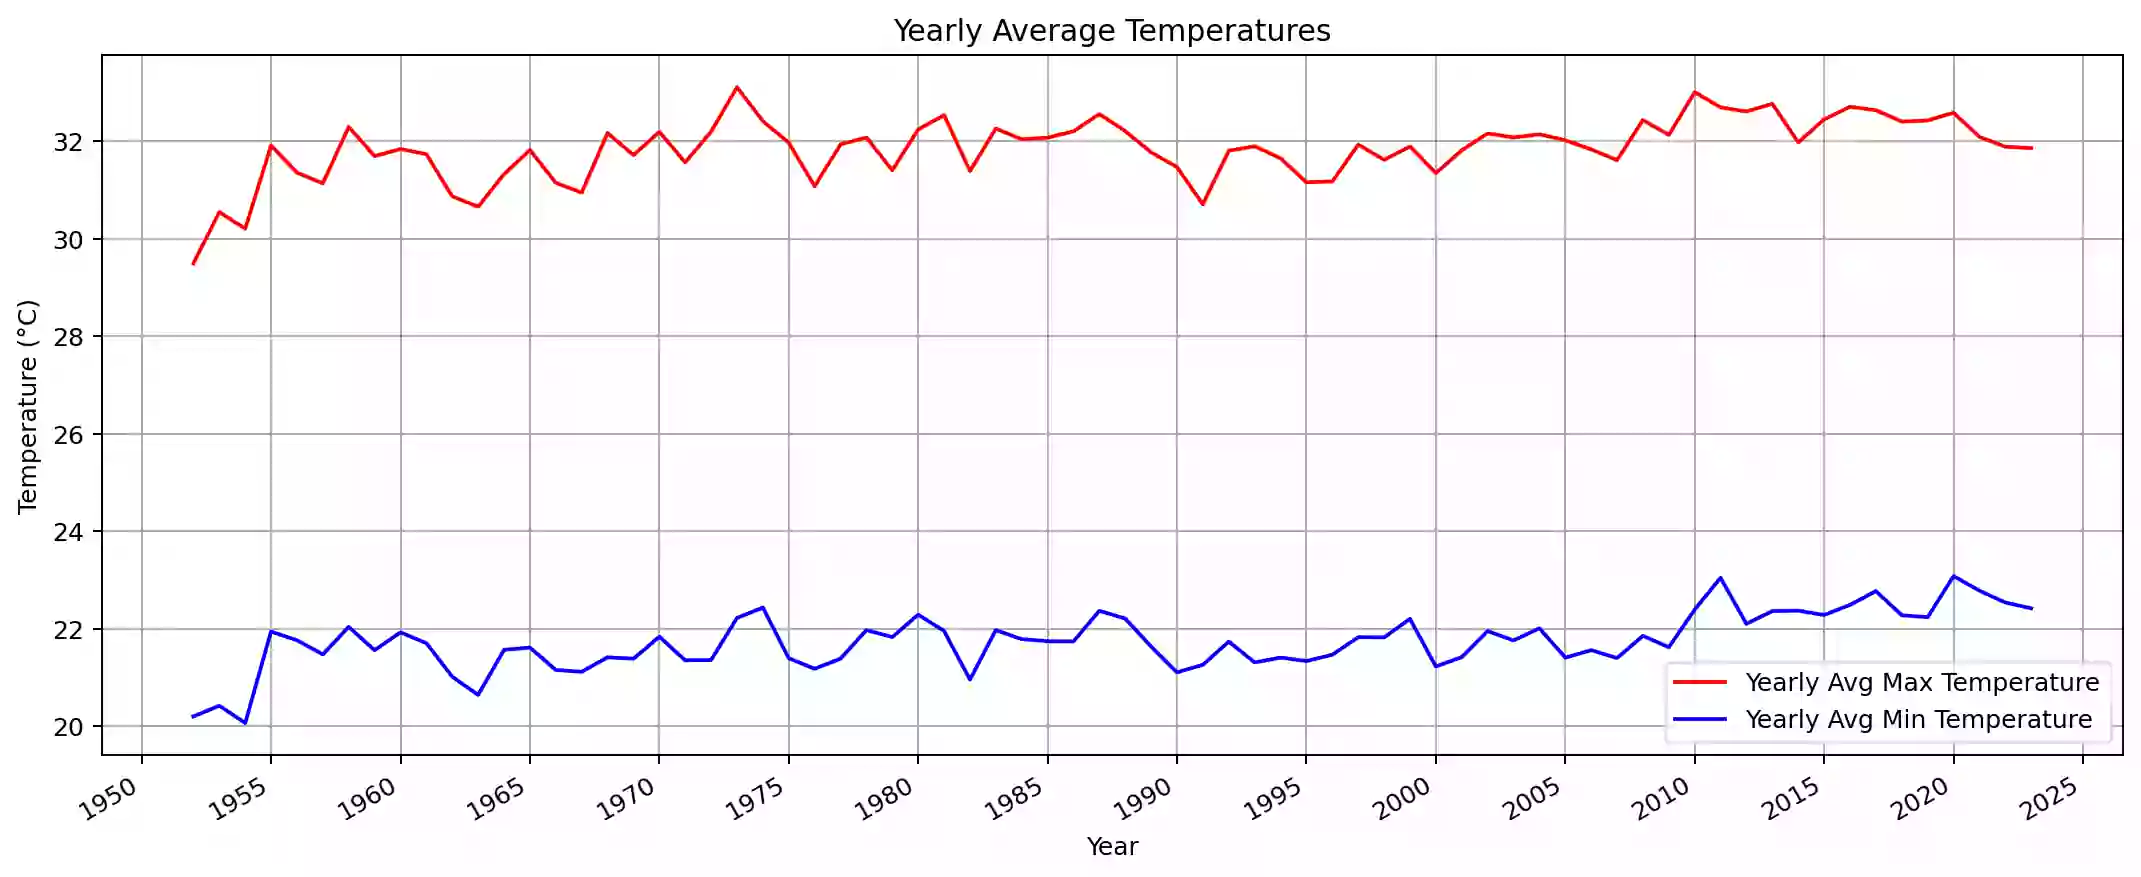 Yearly Average Temperatures
Temperature (°C)
32
30
28
26
24
22
20
Yearly Avg Max Temperature
Yearly Avg Min Temperature
1950 1955 1960 1965 1970 1975 1980 1985 1990 1995 2000 2005 2010 2015 2020 2025
Year